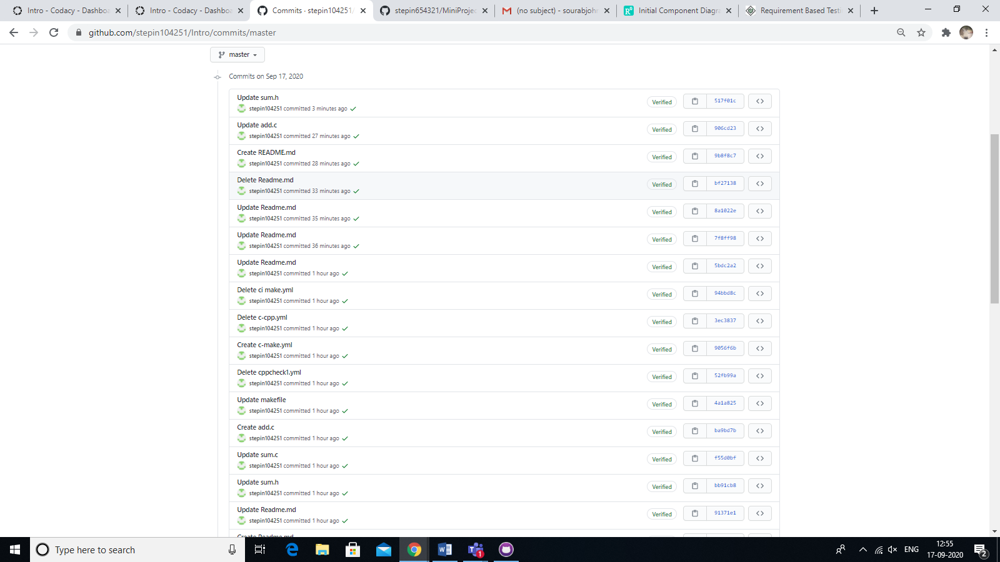 Intro - Codacy - Dashboa
Intro - Codacy - Dashboa
Commits · stepin104251/
stepin654321/MiniProjec
(no subject) - sourabjohn
Initial Component Diagra
Requirement Based Testi
github.com/stepin104251/Intro/commits/master
master
Commits on Sep 17, 2020
Update sum.h
stepin104251 committed 3 minutes ago
Verified
517f01c
Update add.c
stepin104251 committed 27 minutes ago
Verified
906cd23
Create README.md
stepin104251 committed 28 minutes ago
Verified
9b8f8c7
Delete Readme.md
stepin104251 committed 33 minutes ago
Verified
bf27138
Update Readme.md
stepin104251 committed 35 minutes ago
Verified
8a1022e
Update Readme.md
stepin104251 committed 36 minutes ago
Verified
7f8ff98
Update Readme.md
stepin104251 committed 1 hour ago
Verified
5bdc2a2
Delete ci make.yml
stepin104251 committed 1 hour ago
Verified
94bbd8c
Delete c-cpp.yml
stepin104251 committed 1 hour ago
Verified
3ec3837
Create c-make.yml
stepin104251 committed 1 hour ago
Verified
9056f6b
Delete cppcheck1.yml
stepin104251 committed 1 hour ago
Verified
52fb99a
Update makefile
stepin104251 committed 1 hour ago
Verified
4a1a825
Create add.c
stepin104251 committed 1 hour ago
Verified
ba9bd7b
Update sum.c
stepin104251 committed 1 hour ago
Verified
f55d0bf
Update sum.h
stepin104251 committed 1 hour ago
Verified
bb91cb8
Update Readme.md
stepin104251 committed 1 hour ago
Verified
91371e1
Create Readme.md
Type here to search
ENG
12:55
17-09-2020
1
2